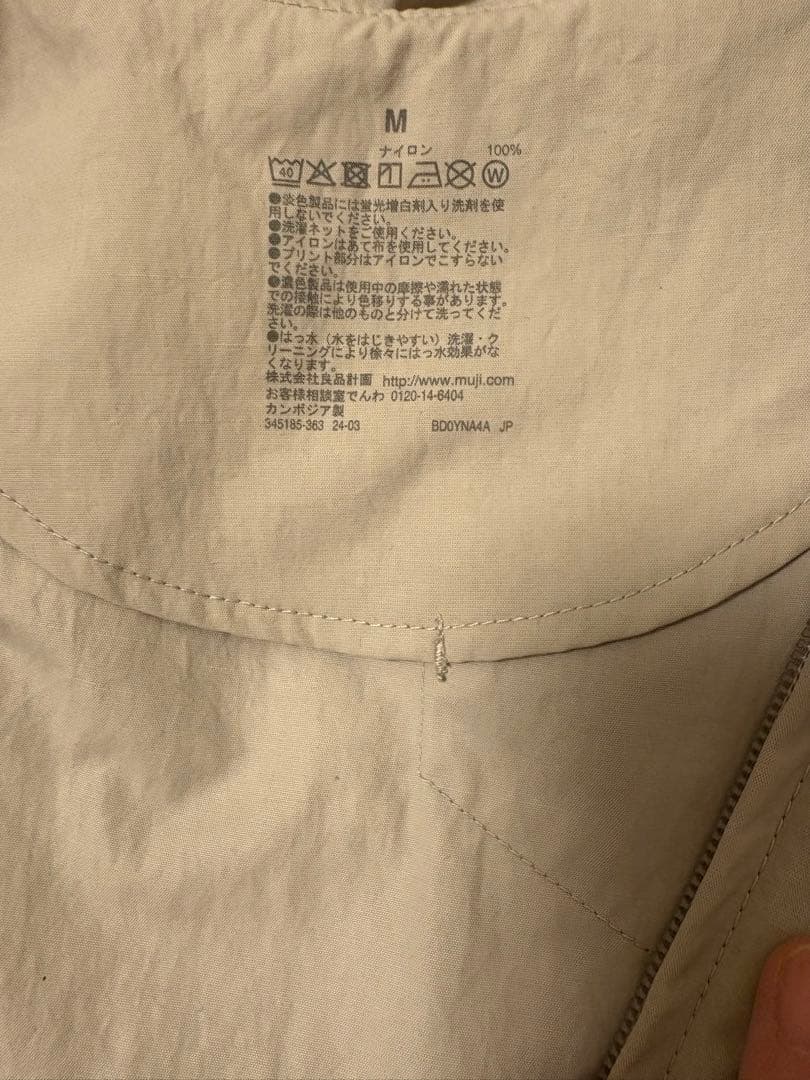 M
ナイロン 100%
40 W
●淡色製品には蛍光増白剤入り洗剤を使
用しないでください。
●洗濯ネットをご使用ください。
●アイロンはあて布を使用してください。
●プリント部分はアイロンでこすらない
でください。
●濃色製品は使用中の摩擦や濡れた状態
での接触により色移りする事があります。
洗濯の際は他のものと分けて洗ってくだ
さい。
●はっ水（水をはじきやすい）洗濯・ク
リーニングにより徐々にはっ水効果がな
くなります。
株式会社良品計画 http://www.muji.com
お客様相談室でんわ 0120-14-6404
カンボジア製
345185-363 24-03 BD0YNA4A JP